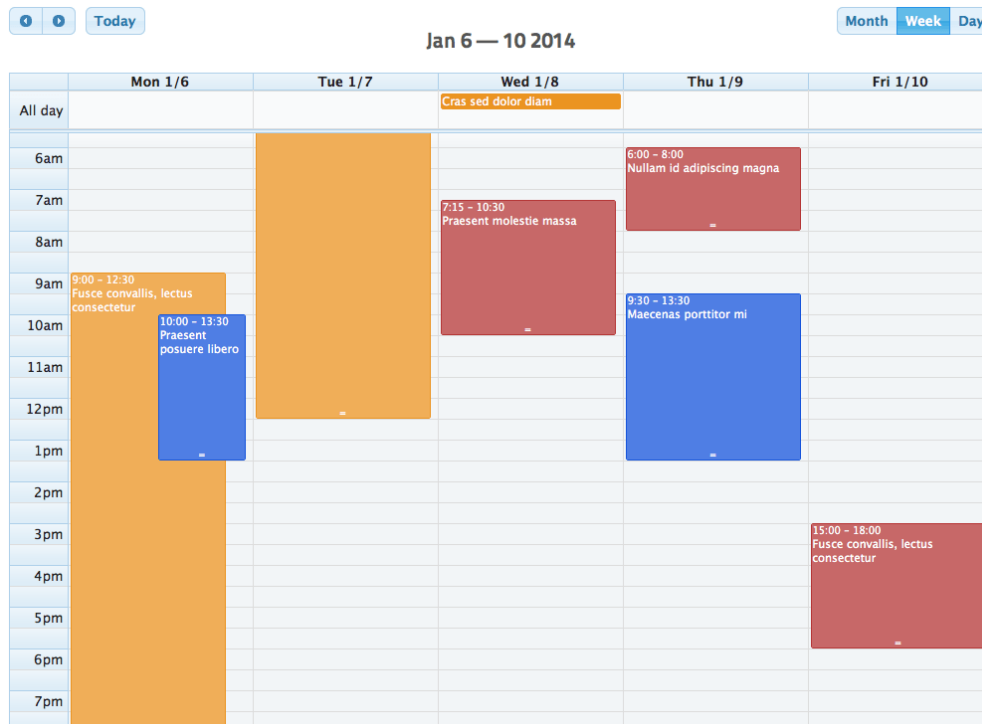 Today
Month Week Day
Jan 6 — 10 2014
Mon 1/6 Tue 1/7 Wed 1/8 Thu 1/9 Fri 1/10
All day
Cras sed dolor diam
6am
7am
8am
9am
10am
11am
12pm
1pm
2pm
3pm
4pm
5pm
6pm
7pm
9:00 – 12:30
Fusce convallis, lectus
consectetur
10:00 – 13:30
Praesent
posuere libero
7:15 – 10:30
Praesent molestie massa
6:00 – 8:00
Nullam id adipiscing magna
9:30 – 13:30
Maecenas porttitor mi
15:00 – 18:00
Fusce convallis, lectus
consectetur